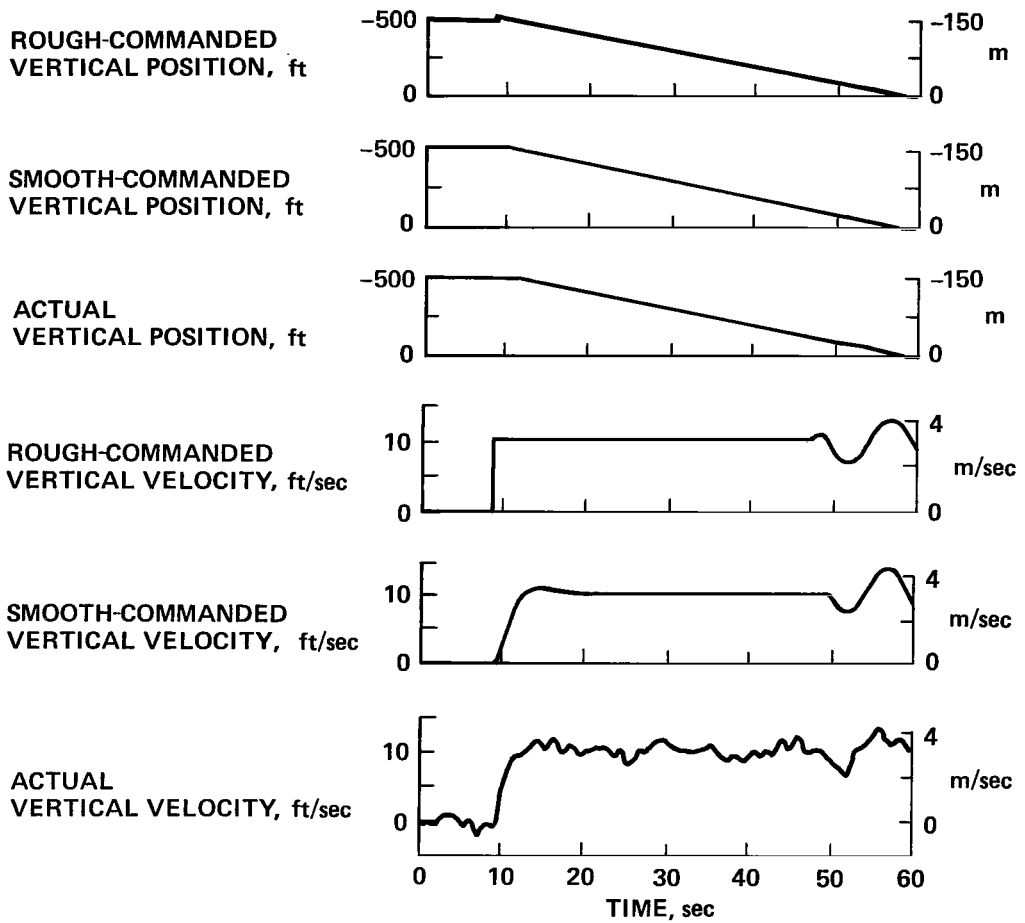 ROUGH-COMMANDED
VERTICAL POSITION, ft
-500
0
-150
m
0
SMOOTH-COMMANDED
VERTICAL POSITION, ft
-500
0
-150
m
0
ACTUAL
VERTICAL POSITION, ft
-500
0
-150
m
0
ROUGH-COMMANDED
VERTICAL VELOCITY, ft/sec
10
0
4
m/sec
0
SMOOTH-COMMANDED
VERTICAL VELOCITY, ft/sec
10
0
4
m/sec
0
ACTUAL
VERTICAL VELOCITY, ft/sec
10
0
4
m/sec
0
0 10 20 30 40 50 60
TIME, sec